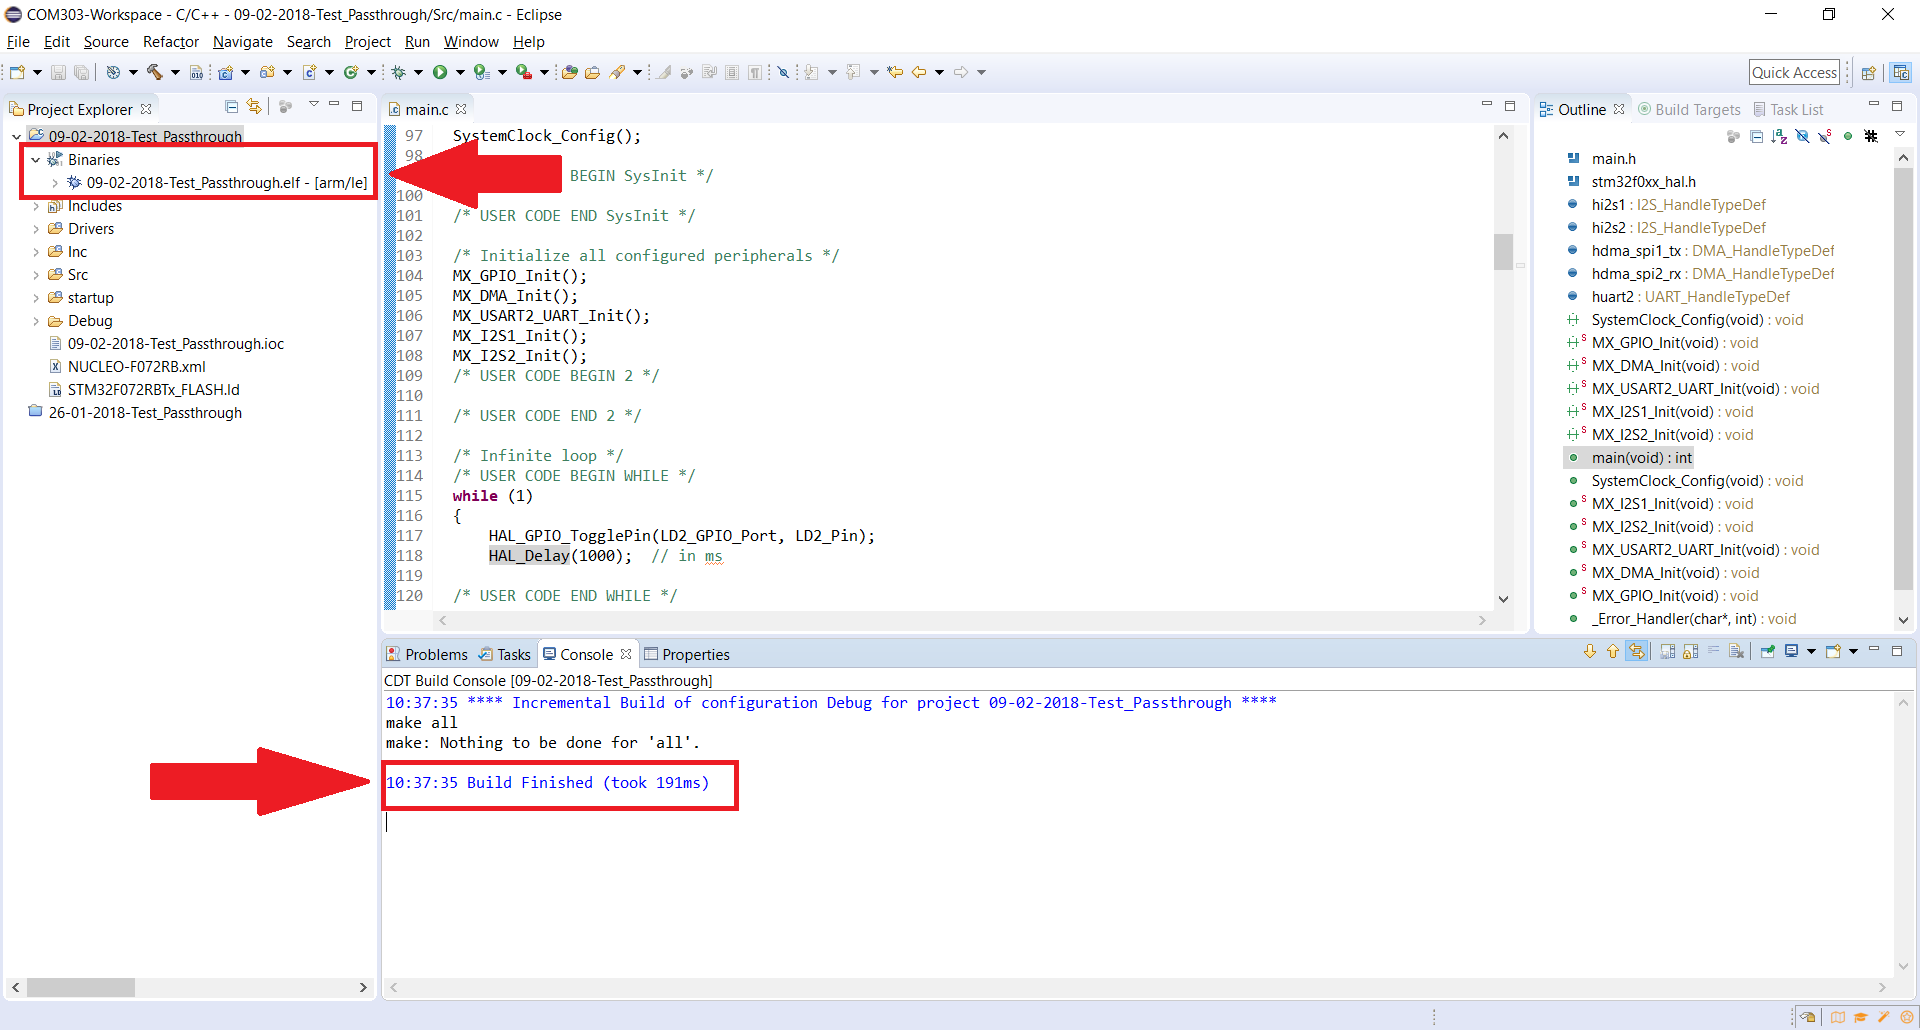 COM303-Workspace - C/C++ - 09-02-2018-Test_Passthrough/Src/main.c - Eclipse
File Edit Source Refactor Navigate Search Project Run Window Help
Quick Access
Project Explorer
09-02-2018-Test_Passthrough
Binaries
09-02-2018-Test_Passthrough.elf - [arm/le]
Includes
Drivers
Inc
Src
startup
Debug
09-02-2018-Test_Passthrough.ioc
NUCLEO-F072RB.xml
STM32F072RBTx_FLASH.ld
26-01-2018-Test_Passthrough
main.c
97 SystemClock_Config();
98
BEGIN SysInit */
100
101 /* USER CODE END SysInit */
102
103 /* Initialize all configured peripherals */
104 MX_GPIO_Init();
105 MX_DMA_Init();
106 MX_USART2_UART_Init();
107 MX_I2S1_Init();
108 MX_I2S2_Init();
109 /* USER CODE BEGIN 2 */
110
111 /* USER CODE END 2 */
112
113 /* Infinite loop */
114 /* USER CODE BEGIN WHILE */
115 while (1)
116 {
117 HAL_GPIO_TogglePin(LD2_GPIO_Port, LD2_Pin);
118 HAL_Delay(1000); // in ms
119
120 /* USER CODE END WHILE */
Outline Build Targets Task List
main.h
stm32f0xx_hal.h
hi2s1 : I2S_HandleTypeDef
hi2s2 : I2S_HandleTypeDef
hdma_spi1_tx : DMA_HandleTypeDef
hdma_spi2_rx : DMA_HandleTypeDef
huart2 : UART_HandleTypeDef
SystemClock_Config(void) : void
MX_GPIO_Init(void) : void
MX_DMA_Init(void) : void
MX_USART2_UART_Init(void) : void
MX_I2S1_Init(void) : void
MX_I2S2_Init(void) : void
main(void) : int
SystemClock_Config(void) : void
MX_I2S1_Init(void) : void
MX_I2S2_Init(void) : void
MX_USART2_UART_Init(void) : void
MX_DMA_Init(void) : void
MX_GPIO_Init(void) : void
_Error_Handler(char*, int) : void
Problems Tasks Console Properties
CDT Build Console [09-02-2018-Test_Passthrough]
10:37:35 **** Incremental Build of configuration Debug for project 09-02-2018-Test_Passthrough ****
make all
make: Nothing to be done for 'all'.
10:37:35 Build Finished (took 191ms)